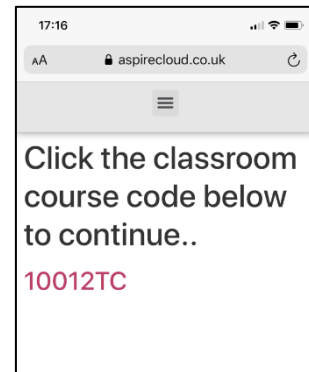 17:16
AA aspirecloud.co.uk
Click the classroom
course code below
to continue..
10012TC